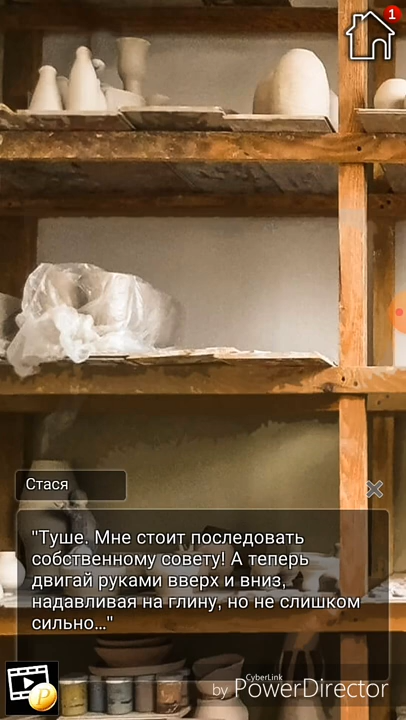 1
Стася
"Туше. Мне стоит последовать
собственному совету! А теперь
двигай руками вверх и вниз,
надавливая на глину, но не слишком
сильно..."
CyberLink
by PowerDirector
P